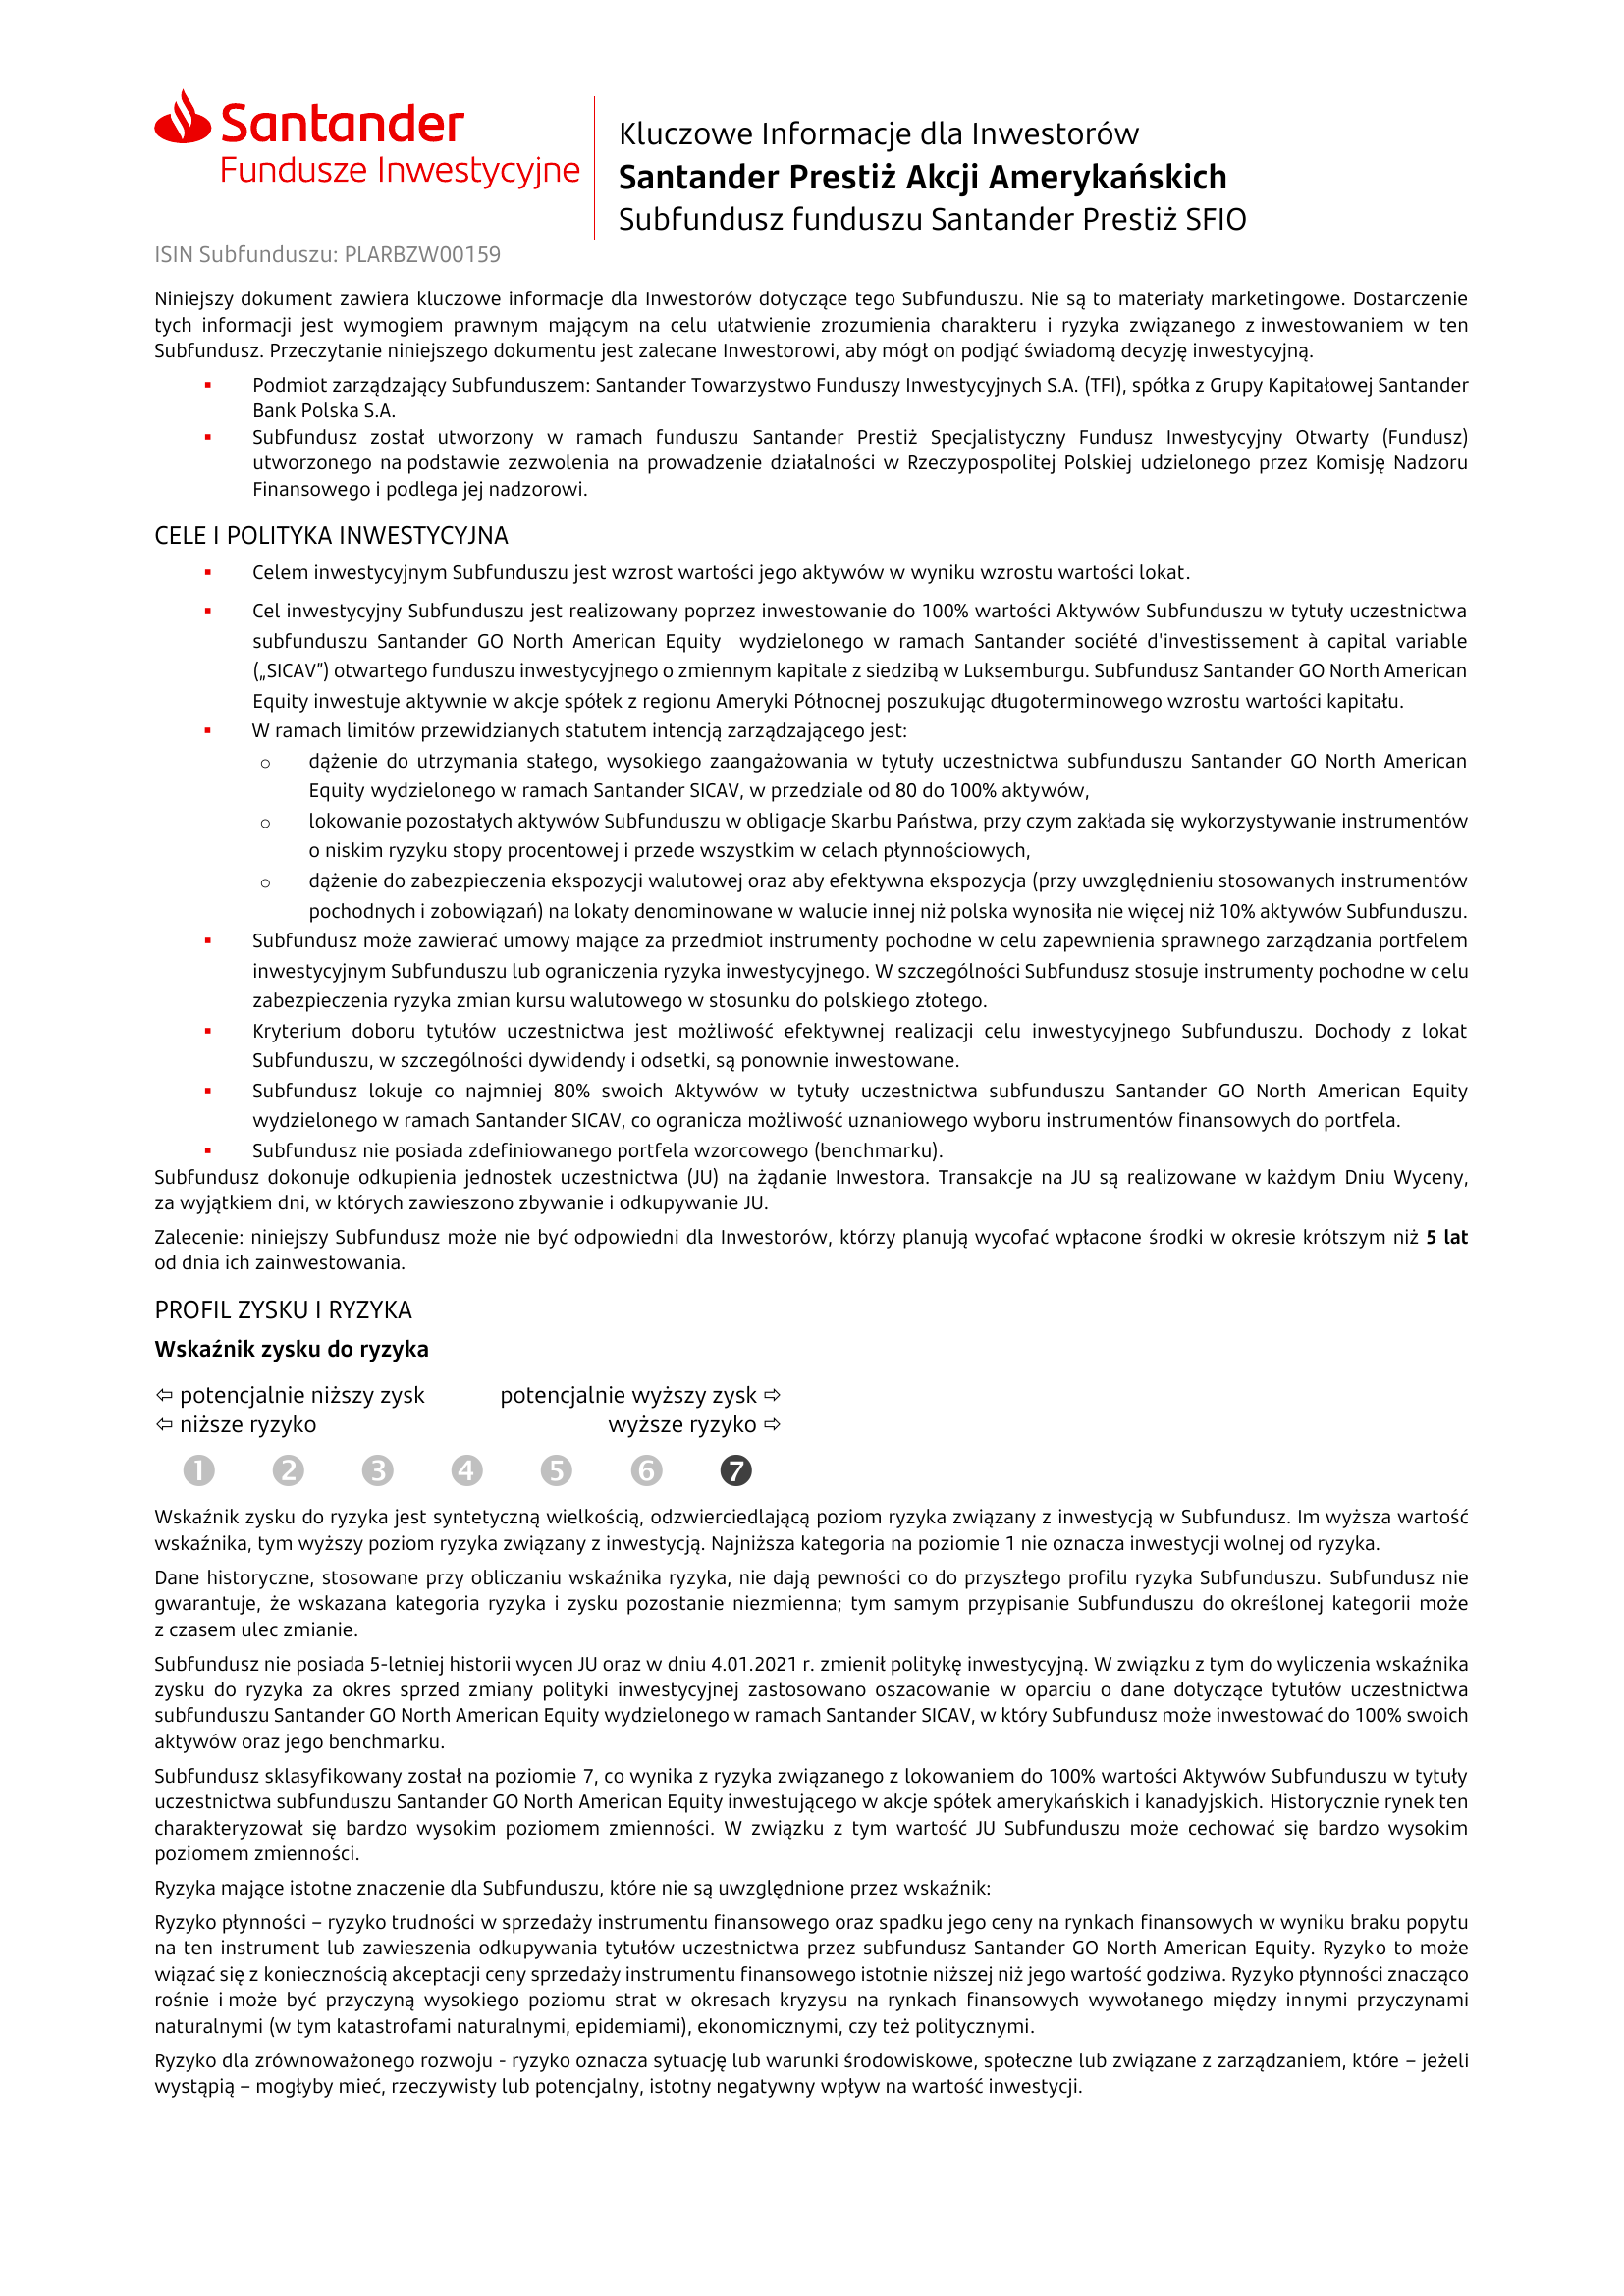 Santander
Fundusze Inwestycyjne
Kluczowe Informacje dla Inwestorów
Santander Prestiż Akcji Amerykańskich
Subfundusz funduszu Santander Prestiż SFIO
ISIN Subfunduszu: PLARBZW00159
Niniejszy dokument zawiera kluczowe informacje dla Inwestorów dotyczące tego Subfunduszu. Nie są to materiały marketingowe. Dostarczenie
tych informacji jest wymogiem prawnym mającym na celu ułatwienie zrozumienia charakteru i ryzyka związanego z inwestowaniem w ten
Subfundusz. Przeczytanie niniejszego dokumentu jest zalecane Inwestorowi, aby mógł on podjąć świadomą decyzję inwestycyjną.
▪ Podmiot zarządzający Subfunduszem: Santander Towarzystwo Funduszy Inwestycyjnych S.A. (TFI), spółka z Grupy Kapitałowej Santander
Bank Polska S.A.
▪ Subfundusz został utworzony w ramach funduszu Santander Prestiż Specjalistyczny Fundusz Inwestycyjny Otwarty (Fundusz)
utworzonego na podstawie zezwolenia na prowadzenie działalności w Rzeczypospolitej Polskiej udzielonego przez Komisję Nadzoru
Finansowego i podlega jej nadzorowi.
CELE I POLITYKA INWESTYCYJNA
▪ Celem inwestycyjnym Subfunduszu jest wzrost wartości jego aktywów w wyniku wzrostu wartości lokat.
▪ Cel inwestycyjny Subfunduszu jest realizowany poprzez inwestowanie do 100% wartości Aktywów Subfunduszu w tytuły uczestnictwa
subfunduszu Santander GO North American Equity wydzielonego w ramach Santander société d'investissement à capital variable
(„SICAV”) otwartego funduszu inwestycyjnego o zmiennym kapitale z siedzibą w Luksemburgu. Subfundusz Santander GO North American
Equity inwestuje aktywnie w akcje spółek z regionu Ameryki Północnej poszukując długoterminowego wzrostu wartości kapitału.
▪ W ramach limitów przewidzianych statutem intencją zarządzającego jest:
o dążenie do utrzymania stałego, wysokiego zaangażowania w tytuły uczestnictwa subfunduszu Santander GO North American
Equity wydzielonego w ramach Santander SICAV, w przedziale od 80 do 100% aktywów,
o lokowanie pozostałych aktywów Subfunduszu w obligacje Skarbu Państwa, przy czym zakłada się wykorzystywanie instrumentów
o niskim ryzyku stopy procentowej i przede wszystkim w celach płynnościowych,
o dążenie do zabezpieczenia ekspozycji walutowej oraz aby efektywna ekspozycja (przy uwzględnieniu stosowanych instrumentów
pochodnych i zobowiązań) na lokaty denominowane w walucie innej niż polska wynosiła nie więcej niż 10% aktywów Subfunduszu.
▪ Subfundusz może zawierać umowy mające za przedmiot instrumenty pochodne w celu zapewnienia sprawnego zarządzania portfelem
inwestycyjnym Subfunduszu lub ograniczenia ryzyka inwestycyjnego. W szczególności Subfundusz stosuje instrumenty pochodne w celu
zabezpieczenia ryzyka zmian kursu walutowego w stosunku do polskiego złotego.
▪ Kryterium doboru tytułów uczestnictwa jest możliwość efektywnej realizacji celu inwestycyjnego Subfunduszu. Dochody z lokat
Subfunduszu, w szczególności dywidendy i odsetki, są ponownie inwestowane.
▪ Subfundusz lokuje co najmniej 80% swoich Aktywów w tytuły uczestnictwa subfunduszu Santander GO North American Equity
wydzielonego w ramach Santander SICAV, co ogranicza możliwość uznaniowego wyboru instrumentów finansowych do portfela.
▪ Subfundusz nie posiada zdefiniowanego portfela wzorcowego (benchmarku).
Subfundusz dokonuje odkupienia jednostek uczestnictwa (JU) na żądanie Inwestora. Transakcje na JU są realizowane w każdym Dniu Wyceny,
za wyjątkiem dni, w których zawieszono zbywanie i odkupywanie JU.
Zalecenie: niniejszy Subfundusz może nie być odpowiedni dla Inwestorów, którzy planują wycofać wpłacone środki w okresie krótszym niż 5 lat
od dnia ich zainwestowania.
PROFIL ZYSKU I RYZYKA
Wskaźnik zysku do ryzyka
⇦ potencjalnie niższy zysk potencjalnie wyższy zysk ⇨
⇦ niższe ryzyko wyższe ryzyko ⇨
1 2 3 4 5 6 7
Wskaźnik zysku do ryzyka jest syntetyczną wielkością, odzwierciedlającą poziom ryzyka związany z inwestycją w Subfundusz. Im wyższa wartość
wskaźnika, tym wyższy poziom ryzyka związany z inwestycją. Najniższa kategoria na poziomie 1 nie oznacza inwestycji wolnej od ryzyka.
Dane historyczne, stosowane przy obliczaniu wskaźnika ryzyka, nie dają pewności co do przyszłego profilu ryzyka Subfunduszu. Subfundusz nie
gwarantuje, że wskazana kategoria ryzyka i zysku pozostanie niezmienna; tym samym przypisanie Subfunduszu do określonej kategorii może
z czasem ulec zmianie.
Subfundusz nie posiada 5-letniej historii wycen JU oraz w dniu 4.01.2021 r. zmienił politykę inwestycyjną. W związku z tym do wyliczenia wskaźnika
zysku do ryzyka za okres sprzed zmiany polityki inwestycyjnej zastosowano oszacowanie w oparciu o dane dotyczące tytułów uczestnictwa
subfunduszu Santander GO North American Equity wydzielonego w ramach Santander SICAV, w który Subfundusz może inwestować do 100% swoich
aktywów oraz jego benchmarku.
Subfundusz sklasyfikowany został na poziomie 7, co wynika z ryzyka związanego z lokowaniem do 100% wartości Aktywów Subfunduszu w tytuły
uczestnictwa subfunduszu Santander GO North American Equity inwestującego w akcje spółek amerykańskich i kanadyjskich. Historycznie rynek ten
charakteryzował się bardzo wysokim poziomem zmienności. W związku z tym wartość JU Subfunduszu może cechować się bardzo wysokim
poziomem zmienności.
Ryzyka mające istotne znaczenie dla Subfunduszu, które nie są uwzględnione przez wskaźnik:
Ryzyko płynności – ryzyko trudności w sprzedaży instrumentu finansowego oraz spadku jego ceny na rynkach finansowych w wyniku braku popytu
na ten instrument lub zawieszenia odkupywania tytułów uczestnictwa przez subfundusz Santander GO North American Equity. Ryzyko to może
wiązać się z koniecznością akceptacji ceny sprzedaży instrumentu finansowego istotnie niższej niż jego wartość godziwa. Ryzyko płynności znacząco
rośnie i może być przyczyną wysokiego poziomu strat w okresach kryzysu na rynkach finansowych wywołanego między innymi przyczynami
naturalnymi (w tym katastrofami naturalnymi, epidemiami), ekonomicznymi, czy też politycznymi.
Ryzyko dla zrównoważonego rozwoju - ryzyko oznacza sytuację lub warunki środowiskowe, społeczne lub związane z zarządzaniem, które – jeżeli
wystąpią – mogłyby mieć, rzeczywisty lub potencjalny, istotny negatywny wpływ na wartość inwestycji.